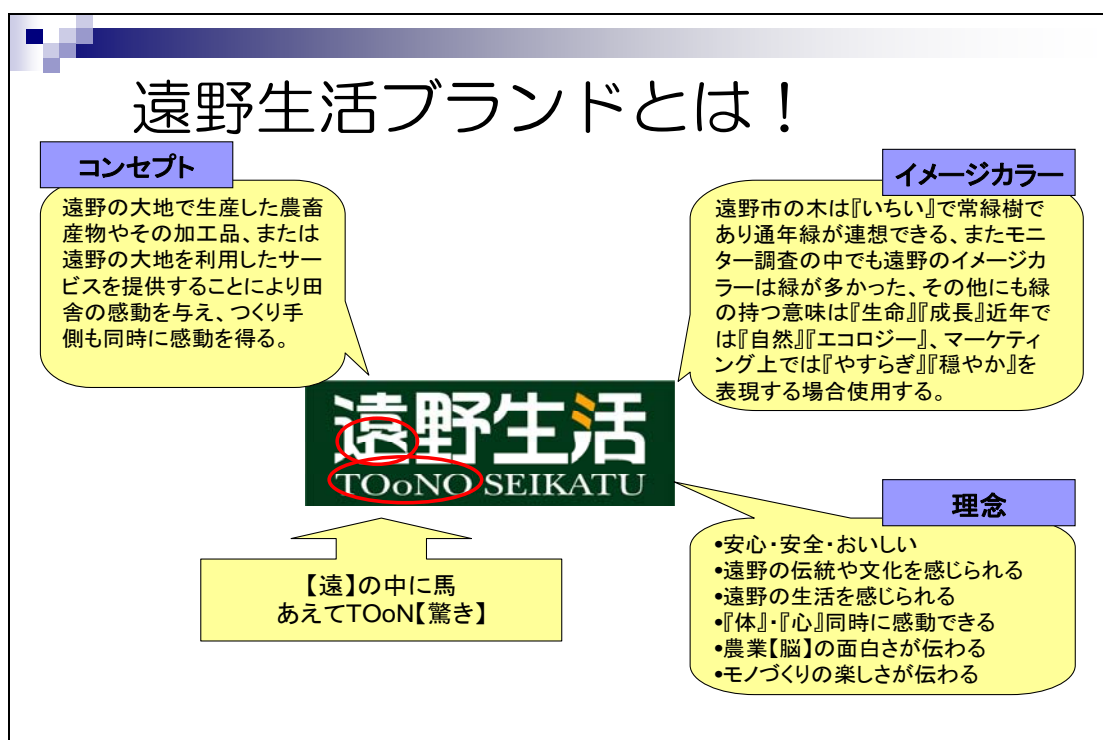 遠野生活ブランドとは！
コンセプト
遠野の大地で生産した農畜
産物やその加工品、または
遠野の大地を利用したサー
ビスを提供することにより田
舎の感動を与え、つくり手
側も同時に感動を得る。
イメージカラー
遠野市の木は『いちい』で常緑樹で
あり通年緑が連想できる、またモニ
ター調査の中でも遠野のイメージカ
ラーは緑が多かった、その他にも緑
の持つ意味は『生命』『成長』近年で
は『自然』『エコロジー』、マーケティ
ング上では『やすらぎ』『穏やか』を
表現する場合使用する。
遠野生活
TOoNO SEIKATU
【遠】の中に馬
あえてTOoN【驚き】
理念
•安心・安全・おいしい
•遠野の伝統や文化を感じられる
•遠野の生活を感じられる
•『体』・『心』同時に感動できる
•農業【脳】の面白さが伝わる
•モノづくりの楽しさが伝わる